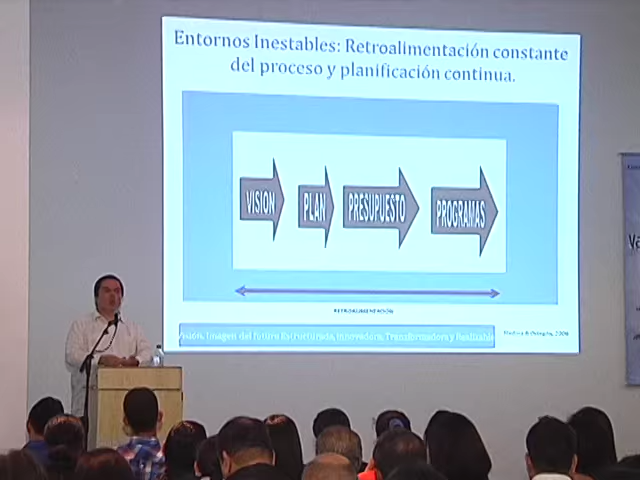 Entornos Inestables: Retroalimentación constante
del proceso y planificación continua.
VISION
PLAN
PRESUPUESTO
PROGRAMAS
RETROALIMENTACIÓN
Visión, Imagen del futuro Estructurada, Innovadora, Transformadora y Realizable